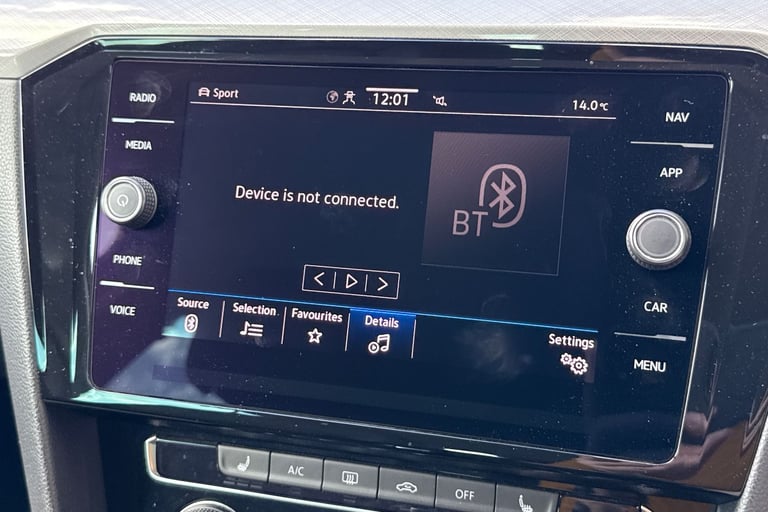 RADIO
MEDIA
PHONE
VOICE
Sport
12:01
14.0°C
Device is not connected.
BT
Source
Selection
Favourites
Details
Settings
NAV
APP
CAR
MENU
A/C
OFF